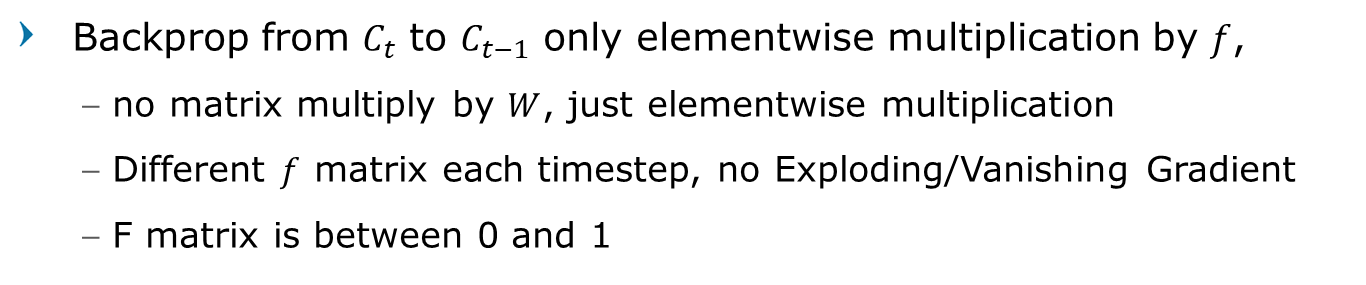 Backprop from C_t to C_{t−1} only elementwise multiplication by f,
– no matrix multiply by W, just elementwise multiplication
– Different f matrix each timestep, no Exploding/Vanishing Gradient
– F matrix is between 0 and 1